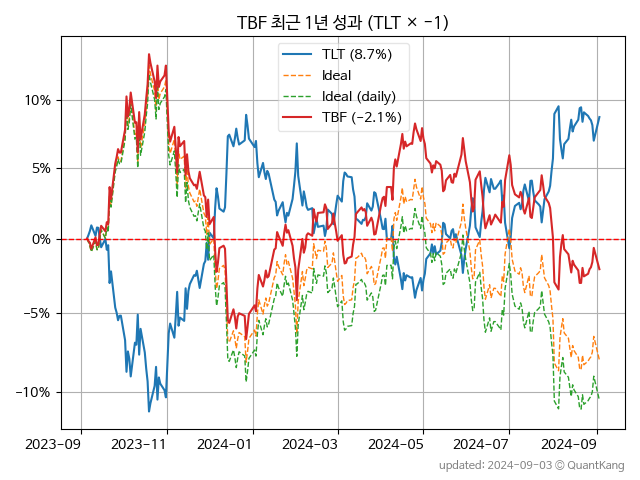 TBF 최근 1년 성과 (TLT × −1)
TLT (8.7%)
Ideal
Ideal (daily)
TBF (−2.1%)
10%
5%
0%
−5%
−10%
2023-09 2023-11 2024-01 2024-03 2024-05 2024-07 2024-09
updated: 2024-09-03 © QuantKang